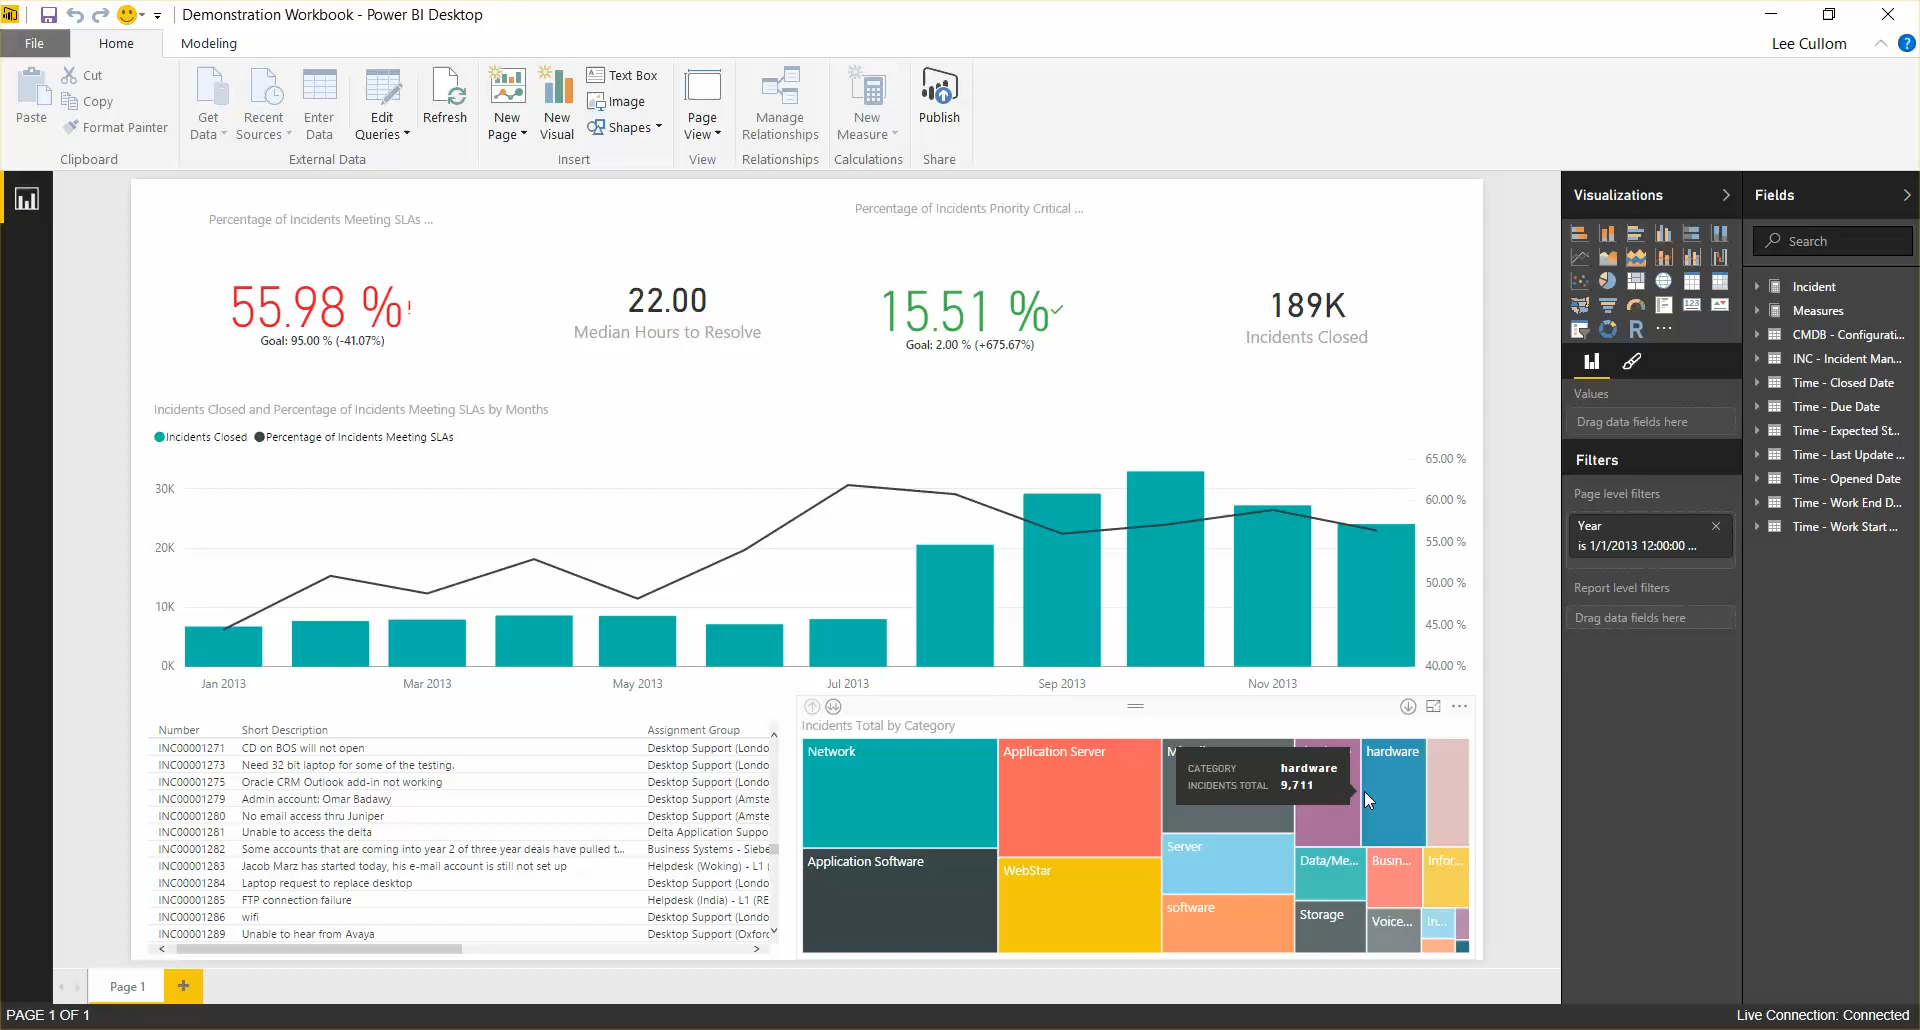 Demonstration Workbook - Power BI Desktop
File
Home
Modeling
Lee Cullom
?
Paste
Cut
Copy
Format Painter
Clipboard
Get Data
Recent Sources
Enter Data
Edit Queries
Refresh
External Data
New Page
New Visual
Text Box
Image
Shapes
Insert
Page View
View
Manage Relationships
Relationships
New Measure
Calculations
Publish
Share
Percentage of Incidents Meeting SLAs ...
55.98 % !
Goal: 95.00 % (-41.07%)
22.00
Median Hours to Resolve
Percentage of Incidents Priority Critical ...
15.51 %
Goal: 2.00 % (+675.67%)
189K
Incidents Closed
Incidents Closed and Percentage of Incidents Meeting SLAs by Months
Incidents Closed Percentage of Incidents Meeting SLAs
30K
20K
10K
0K
65.00 %
60.00 %
55.00 %
50.00 %
45.00 %
40.00 %
Jan 2013 Mar 2013 May 2013 Jul 2013 Sep 2013 Nov 2013
Number Short Description Assignment Group
INC00001271 CD on BOS will not open Desktop Support (Londo
INC00001273 Need 32 bit laptop for some of the testing. Desktop Support (Londo
INC00001275 Oracle CRM Outlook add-in not working Desktop Support (Londo
INC00001279 Admin account: Omar Badawy Desktop Support (Amste
INC00001280 No email access thru Juniper Desktop Support (Amste
INC00001281 Unable to access the delta Delta Application Suppo
INC00001282 Some accounts that are coming into year 2 of three year deals have pulled t... Business Systems - Siebe
INC00001283 Jacob Marz has started today, his e-mail account is still not set up Helpdesk (Woking) - L1 (
INC00001284 Laptop request to replace desktop Desktop Support (Londo
INC00001285 FTP connection failure Helpdesk (India) - L1 (RE
INC00001286 wifi Desktop Support (Londo
INC00001289 Unable to hear from Avaya Desktop Support (Oxford
Incidents Total by Category
Network
Application Software
Application Server
WebStar
Server
software
hardware
Data/Me...
Storage
Busin...
Voice...
Infor...
In...
CATEGORY hardware
INCIDENTS TOTAL 9,711
Visualizations
R
123
Values
Drag data fields here
Filters
Page level filters
Year
is 1/1/2013 12:00:00 ...
Report level filters
Drag data fields here
Fields
Search
Incident
Measures
CMDB - Configurati...
INC - Incident Man...
Time - Closed Date
Time - Due Date
Time - Expected St...
Time - Last Update ...
Time - Opened Date
Time - Work End D...
Time - Work Start ...
Page 1
+
PAGE 1 OF 1
Live Connection: Connected